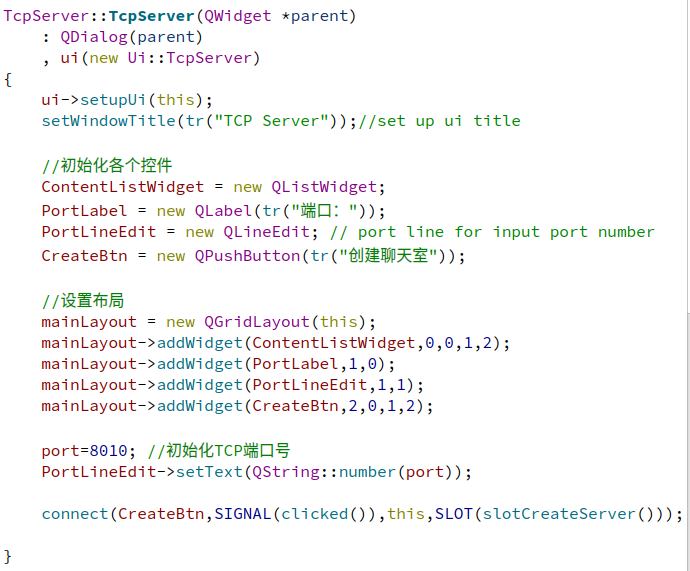 TcpServer::TcpServer(QWidget *parent)
    : QDialog(parent)
    , ui(new Ui::TcpServer)
{
    ui->setupUi(this);
    setWindowTitle(tr("TCP Server"));//set up ui title

    //初始化各个控件
    ContentListWidget = new QListWidget;
    PortLabel = new QLabel(tr("端口："));
    PortLineEdit = new QLineEdit; // port line for input port number
    CreateBtn = new QPushButton(tr("创建聊天室"));

    //设置布局
    mainLayout = new QGridLayout(this);
    mainLayout->addWidget(ContentListWidget,0,0,1,2);
    mainLayout->addWidget(PortLabel,1,0);
    mainLayout->addWidget(PortLineEdit,1,1);
    mainLayout->addWidget(CreateBtn,2,0,1,2);

    port=8010; //初始化TCP端口号
    PortLineEdit->setText(QString::number(port));

    connect(CreateBtn,SIGNAL(clicked()),this,SLOT(slotCreateServer()));

}